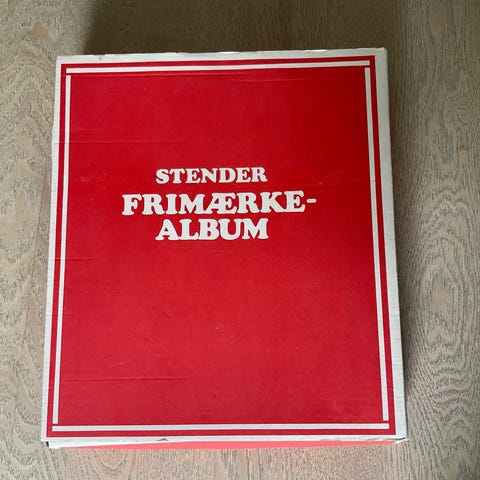 STENDER
FRIMÆRKE-
ALBUM